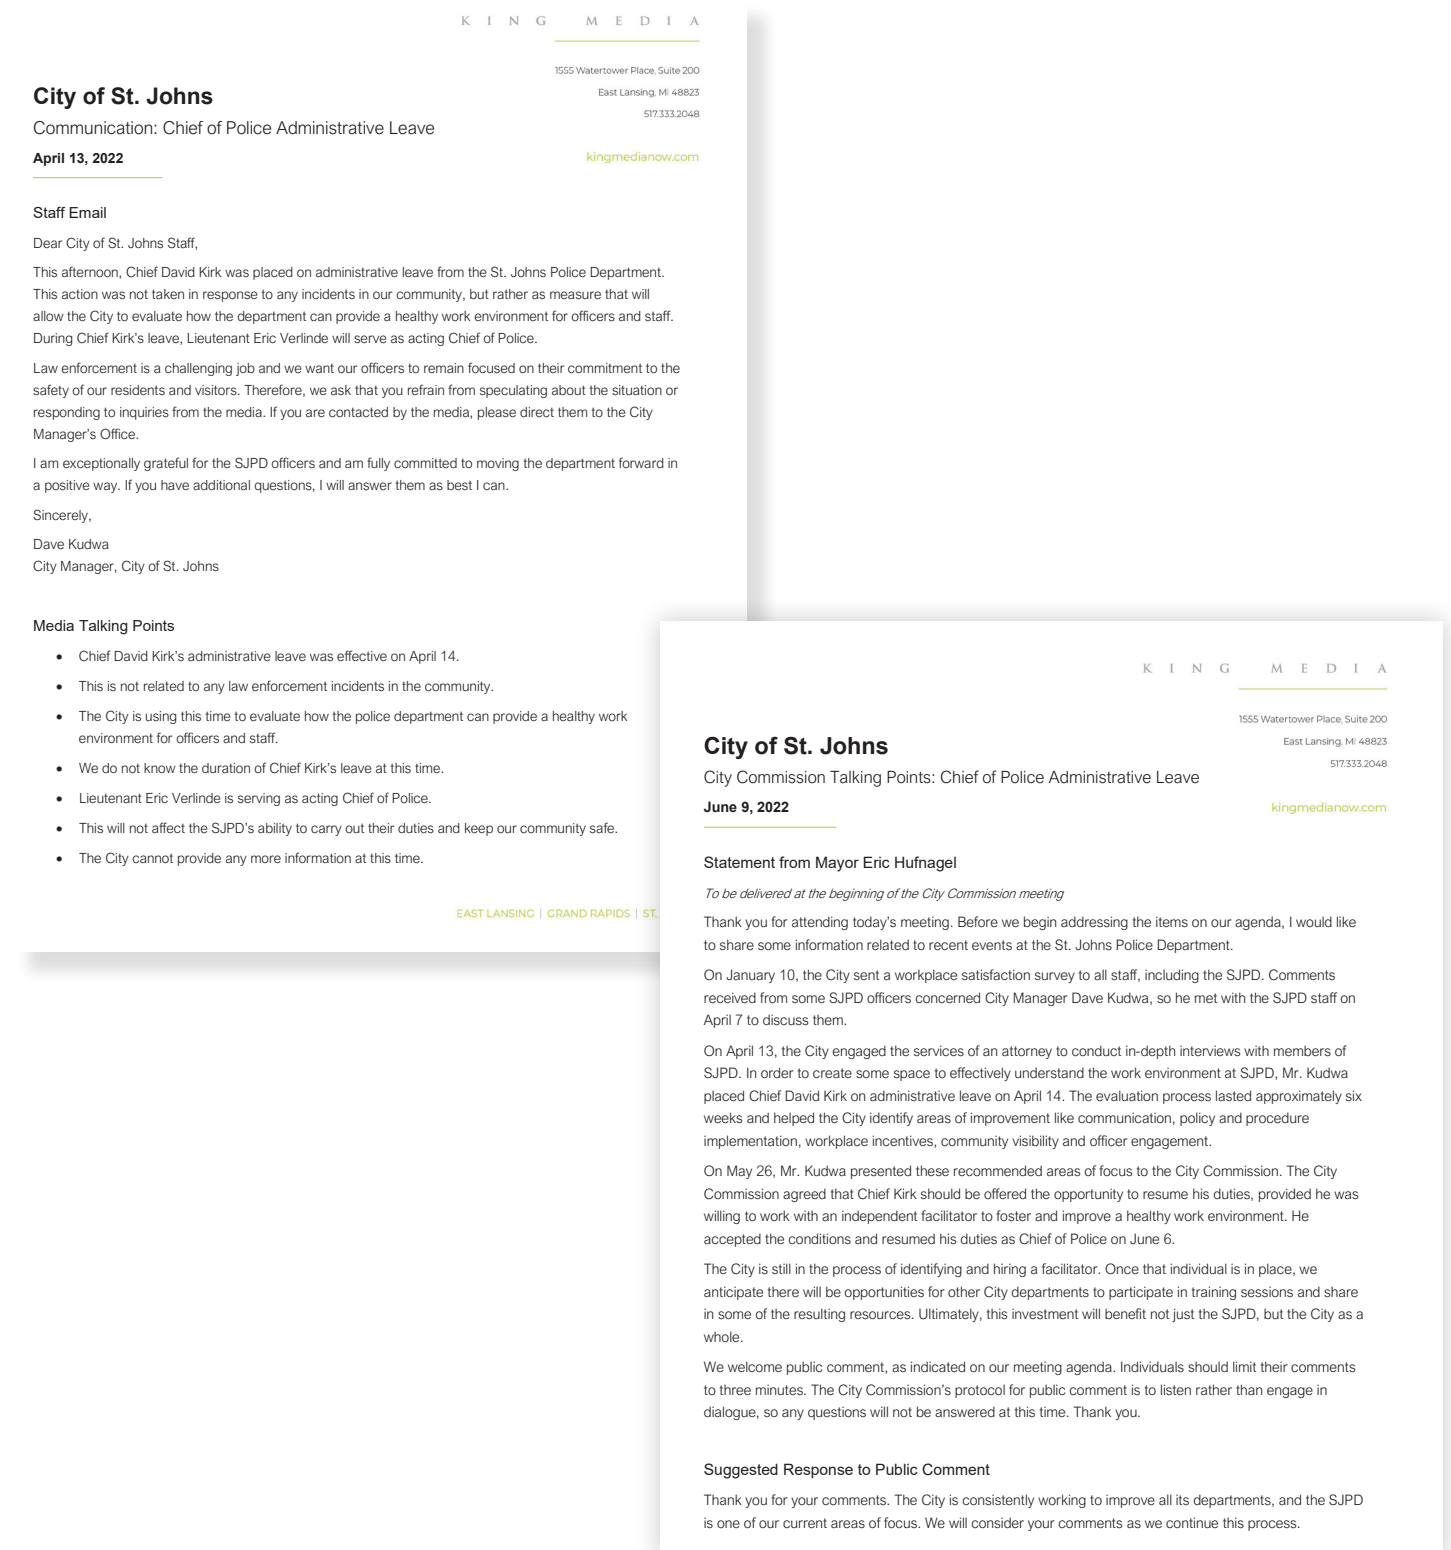 KING MEDIA
1555 Watertower Place, Suite 200
East Lansing, MI 48823
517.333.2048
kingmedianow.com
City of St. Johns
Communication: Chief of Police Administrative Leave
April 13, 2022
Staff Email
Dear City of St. Johns Staff,
This afternoon, Chief David Kirk was placed on administrative leave from the St. Johns Police Department.
This action was not taken in response to any incidents in our community, but rather as measure that will
allow the City to evaluate how the department can provide a healthy work environment for officers and staff.
During Chief Kirk's leave, Lieutenant Eric Verlinde will serve as acting Chief of Police.
Law enforcement is a challenging job and we want our officers to remain focused on their commitment to the
safety of our residents and visitors. Therefore, we ask that you refrain from speculating about the situation or
responding to inquiries from the media. If you are contacted by the media, please direct them to the City
Manager's Office.
I am exceptionally grateful for the SJPD officers and am fully committed to moving the department forward in
a positive way. If you have additional questions, I will answer them as best I can.
Sincerely,
Dave Kudwa
City Manager, City of St. Johns
Media Talking Points
• Chief David Kirk's administrative leave was effective on April 14.
• This is not related to any law enforcement incidents in the community.
• The City is using this time to evaluate how the police department can provide a healthy work
environment for officers and staff.
• We do not know the duration of Chief Kirk's leave at this time.
• Lieutenant Eric Verlinde is serving as acting Chief of Police.
• This will not affect the SJPD's ability to carry out their duties and keep our community safe.
• The City cannot provide any more information at this time.
EAST LANSING | GRAND RAPIDS | ST.
KING MEDIA
1555 Watertower Place, Suite 200
East Lansing, MI 48823
517.333.2048
kingmedianow.com
City of St. Johns
City Commission Talking Points: Chief of Police Administrative Leave
June 9, 2022
Statement from Mayor Eric Hufnagel
To be delivered at the beginning of the City Commission meeting
Thank you for attending today's meeting. Before we begin addressing the items on our agenda, I would like
to share some information related to recent events at the St. Johns Police Department.
On January 10, the City sent a workplace satisfaction survey to all staff, including the SJPD. Comments
received from some SJPD officers concerned City Manager Dave Kudwa, so he met with the SJPD staff on
April 7 to discuss them.
On April 13, the City engaged the services of an attorney to conduct in-depth interviews with members of
SJPD. In order to create some space to effectively understand the work environment at SJPD, Mr. Kudwa
placed Chief David Kirk on administrative leave on April 14. The evaluation process lasted approximately six
weeks and helped the City identify areas of improvement like communication, policy and procedure
implementation, workplace incentives, community visibility and officer engagement.
On May 26, Mr. Kudwa presented these recommended areas of focus to the City Commission. The City
Commission agreed that Chief Kirk should be offered the opportunity to resume his duties, provided he was
willing to work with an independent facilitator to foster and improve a healthy work environment. He
accepted the conditions and resumed his duties as Chief of Police on June 6.
The City is still in the process of identifying and hiring a facilitator. Once that individual is in place, we
anticipate there will be opportunities for other City departments to participate in training sessions and share
in some of the resulting resources. Ultimately, this investment will benefit not just the SJPD, but the City as a
whole.
We welcome public comment, as indicated on our meeting agenda. Individuals should limit their comments
to three minutes. The City Commission's protocol for public comment is to listen rather than engage in
dialogue, so any questions will not be answered at this time. Thank you.
Suggested Response to Public Comment
Thank you for your comments. The City is consistently working to improve all its departments, and the SJPD
is one of our current areas of focus. We will consider your comments as we continue this process.